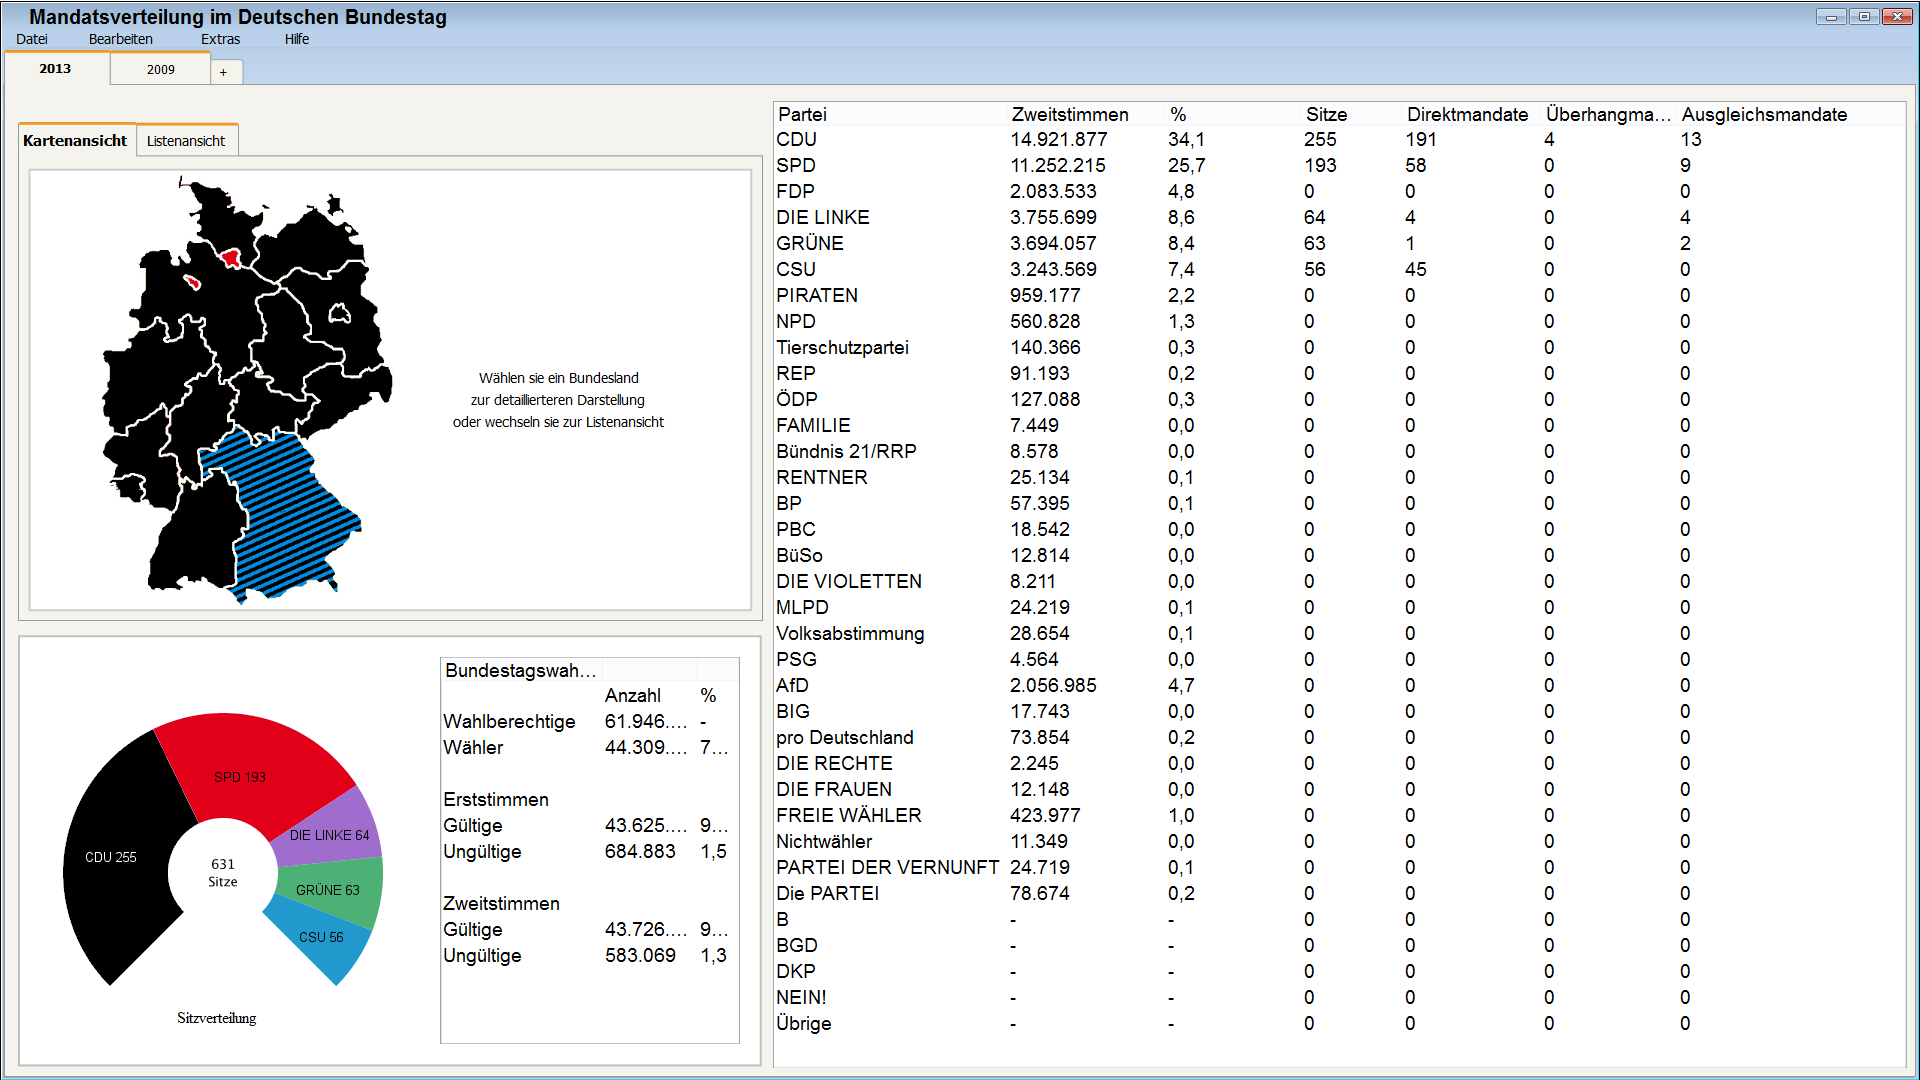 Mandatsverteilung im Deutschen Bundestag
Datei Bearbeiten Extras Hilfe
2013 2009 +
Kartenansicht Listenansicht
Wählen sie ein Bundesland
zur detaillierteren Darstellung
oder wechseln sie zur Listenansicht
SPD 193
DIE LINKE 64
CDU 255
631
Sitze
GRÜNE 63
CSU 56
Sitzverteilung
Bundestagswah...
Anzahl %
Wahlberechtige 61.946.... -
Wähler 44.309.... 7...
Erststimmen
Gültige 43.625.... 9...
Ungültige 684.883 1,5
Zweitstimmen
Gültige 43.726.... 9...
Ungültige 583.069 1,3
Partei Zweitstimmen % Sitze Direktmandate Überhangma... Ausgleichsmandate
CDU 14.921.877 34,1 255 191 4 13
SPD 11.252.215 25,7 193 58 0 9
FDP 2.083.533 4,8 0 0 0 0
DIE LINKE 3.755.699 8,6 64 4 0 4
GRÜNE 3.694.057 8,4 63 1 0 2
CSU 3.243.569 7,4 56 45 0 0
PIRATEN 959.177 2,2 0 0 0 0
NPD 560.828 1,3 0 0 0 0
Tierschutzpartei 140.366 0,3 0 0 0 0
REP 91.193 0,2 0 0 0 0
ÖDP 127.088 0,3 0 0 0 0
FAMILIE 7.449 0,0 0 0 0 0
Bündnis 21/RRP 8.578 0,0 0 0 0 0
RENTNER 25.134 0,1 0 0 0 0
BP 57.395 0,1 0 0 0 0
PBC 18.542 0,0 0 0 0 0
BüSo 12.814 0,0 0 0 0 0
DIE VIOLETTEN 8.211 0,0 0 0 0 0
MLPD 24.219 0,1 0 0 0 0
Volksabstimmung 28.654 0,1 0 0 0 0
PSG 4.564 0,0 0 0 0 0
AfD 2.056.985 4,7 0 0 0 0
BIG 17.743 0,0 0 0 0 0
pro Deutschland 73.854 0,2 0 0 0 0
DIE RECHTE 2.245 0,0 0 0 0 0
DIE FRAUEN 12.148 0,0 0 0 0 0
FREIE WÄHLER 423.977 1,0 0 0 0 0
Nichtwähler 11.349 0,0 0 0 0 0
PARTEI DER VERNUNFT 24.719 0,1 0 0 0 0
Die PARTEI 78.674 0,2 0 0 0 0
B - - 0 0 0 0
BGD - - 0 0 0 0
DKP - - 0 0 0 0
NEIN! - - 0 0 0 0
Übrige - - 0 0 0 0